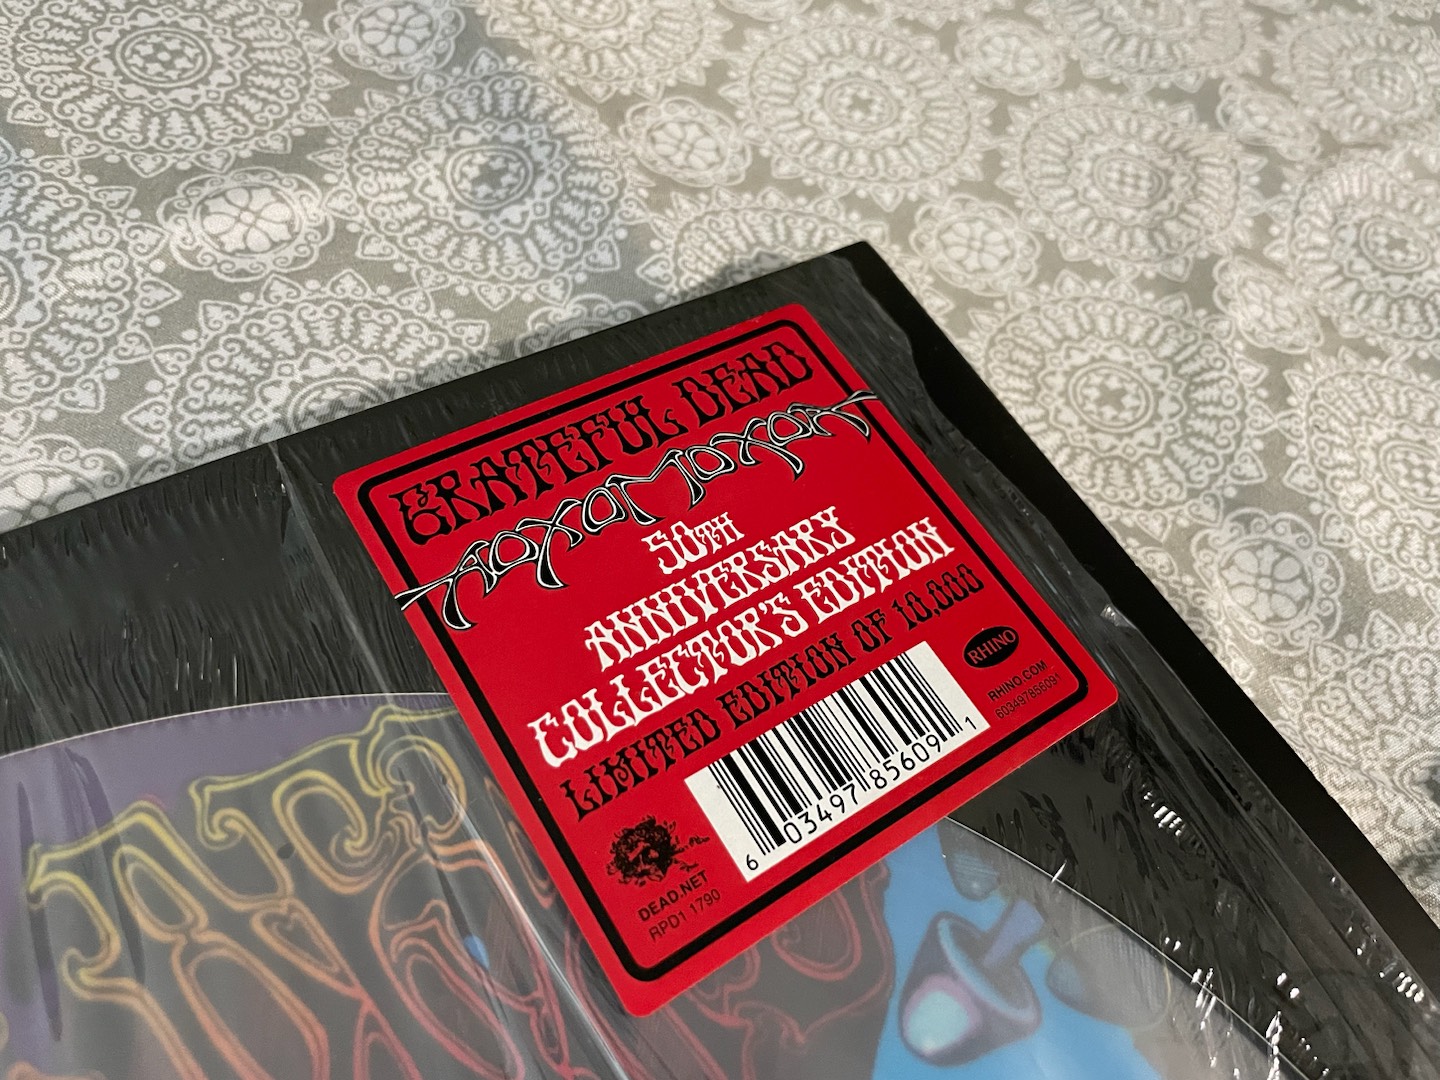 GRATEFUL DEAD
AOXOMOXOA
50TH
ANNIVERSARY
COLLECTOR'S EDITION
LIMITED EDITION OF 10,000
RHINO
RHINO.COM
603497856091
6 03497 85609 1
DEAD.NET
RPD1 1790